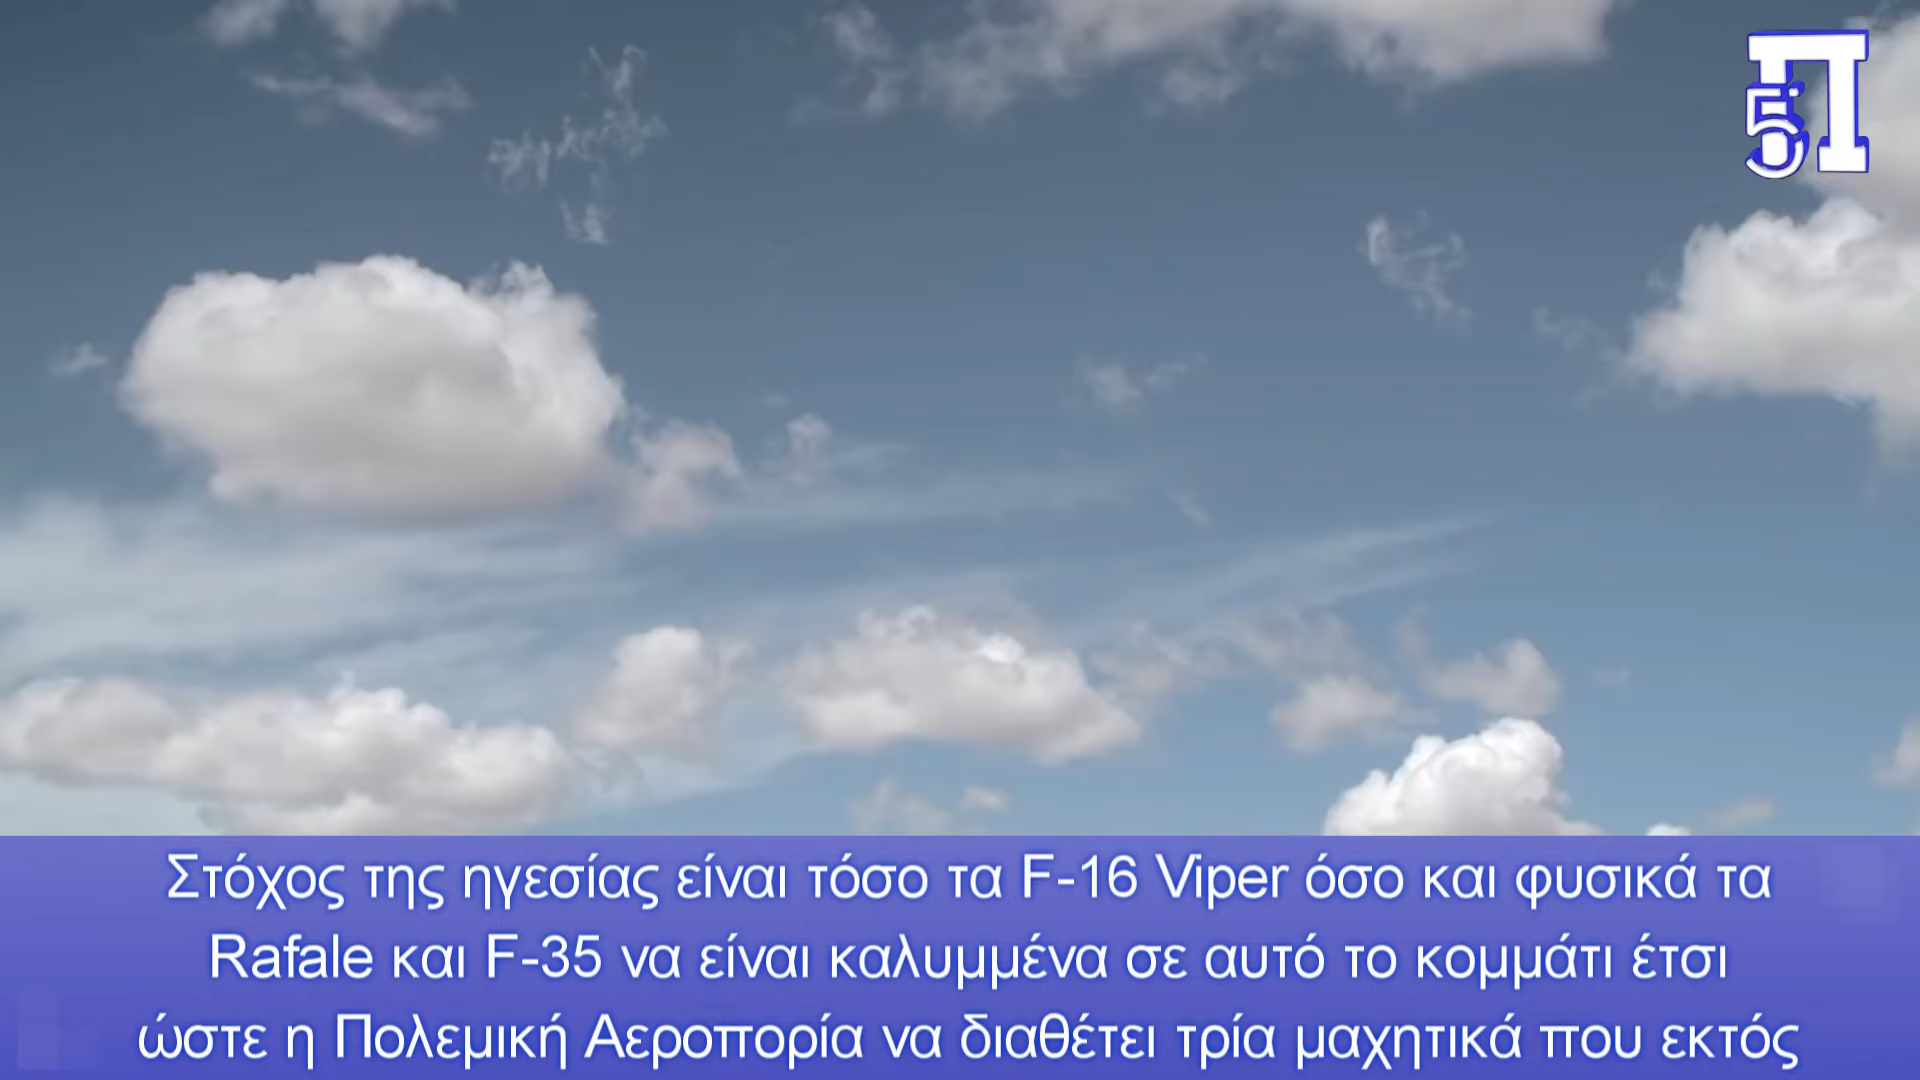 5Π
Στόχος της ηγεσίας είναι τόσο τα F-16 Viper όσο και φυσικά τα
Rafale και F-35 να είναι καλυμμένα σε αυτό το κομμάτι έτσι
ώστε η Πολεμική Αεροπορία να διαθέτει τρία μαχητικά που εκτός